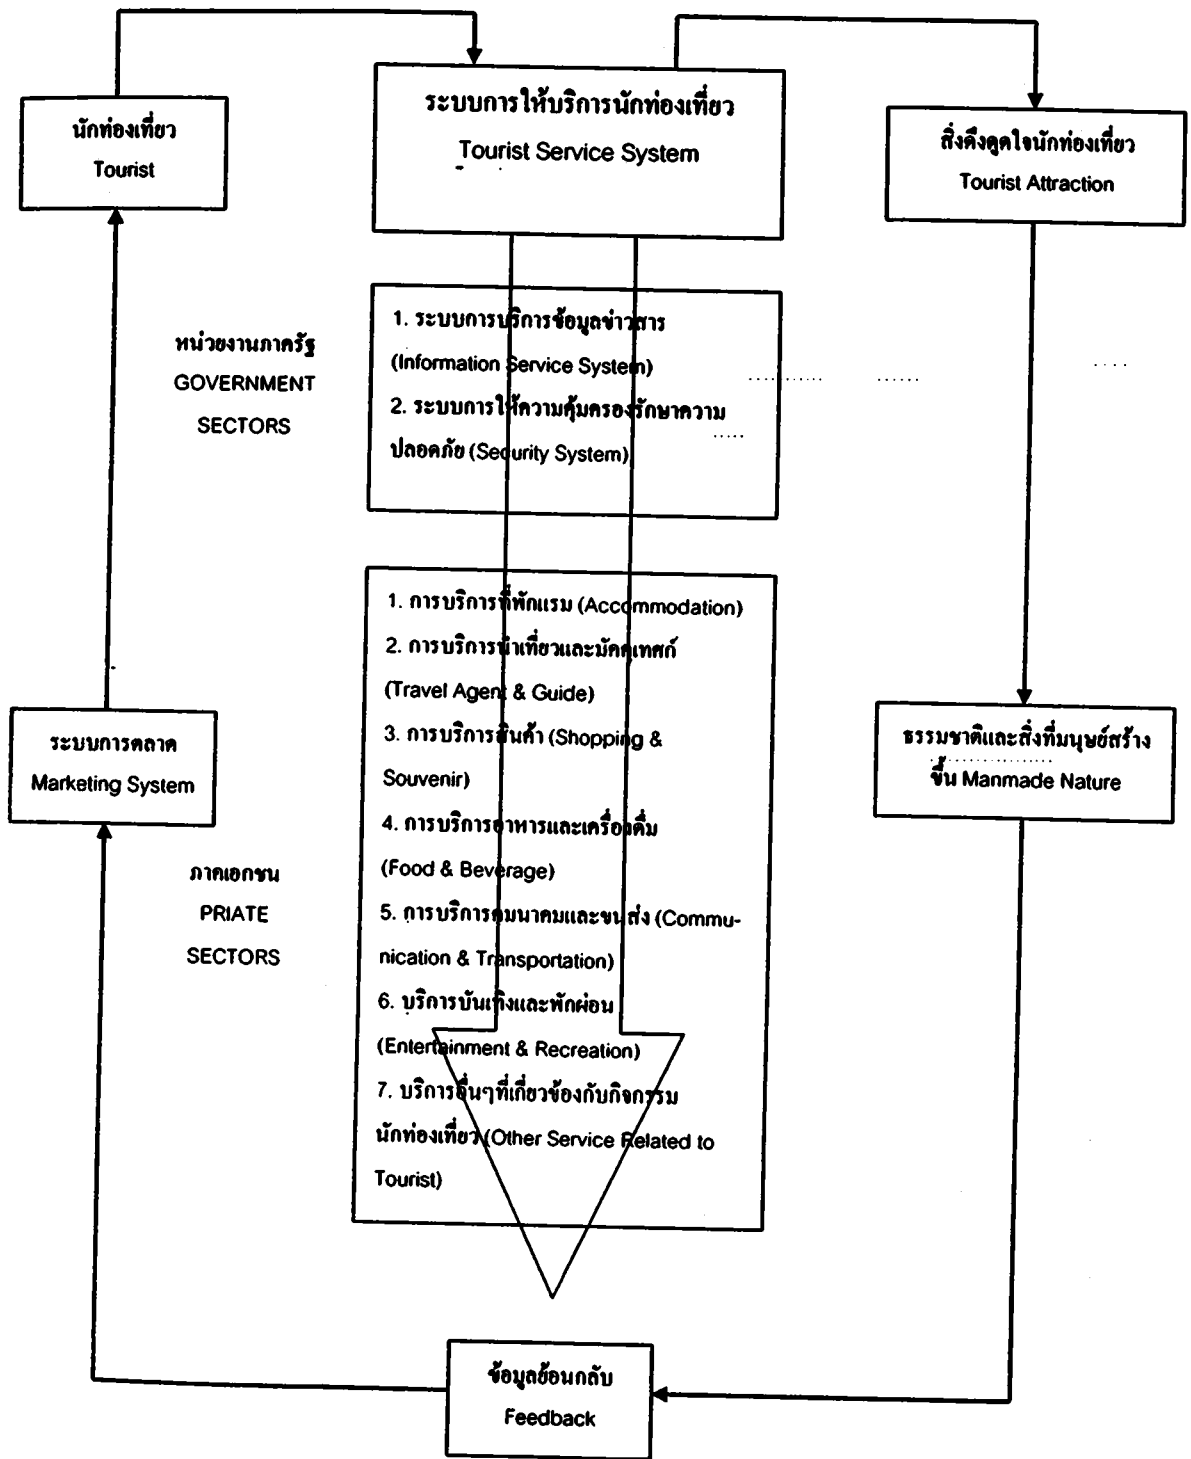 นักท่องเที่ยว
Tourist
ระบบการให้บริการนักท่องเที่ยว
Tourist Service System
สิ่งดึงดูดใจนักท่องเที่ยว
Tourist Attraction
หน่วยงานภาครัฐ
GOVERNMENT
SECTORS
1. ระบบการบริการข้อมูลข่าวสาร
(Information Service System)
2. ระบบการให้ความคุ้มครองรักษาความ
ปลอดภัย (Security System)
1. การบริการที่พักแรม (Accommodation)
2. การบริการนำเที่ยวและมัคคุเทศก์
(Travel Agent & Guide)
3. การบริการสินค้า (Shopping &
Souvenir)
4. การบริการอาหารและเครื่องดื่ม
(Food & Beverage)
5. การบริการคมนาคมและขนส่ง (Commu-
nication & Transportation)
6. บริการบันเทิงและพักผ่อน
(Entertainment & Recreation)
7. บริการอื่นๆที่เกี่ยวข้องกับกิจกรรม
นักท่องเที่ยว (Other Service Related to
Tourist)
ระบบการตลาด
Marketing System
ภาคเอกชน
PRIATE
SECTORS
ธรรมชาติและสิ่งที่มนุษย์สร้าง
ขึ้น Manmade Nature
ข้อมูลย้อนกลับ
Feedback